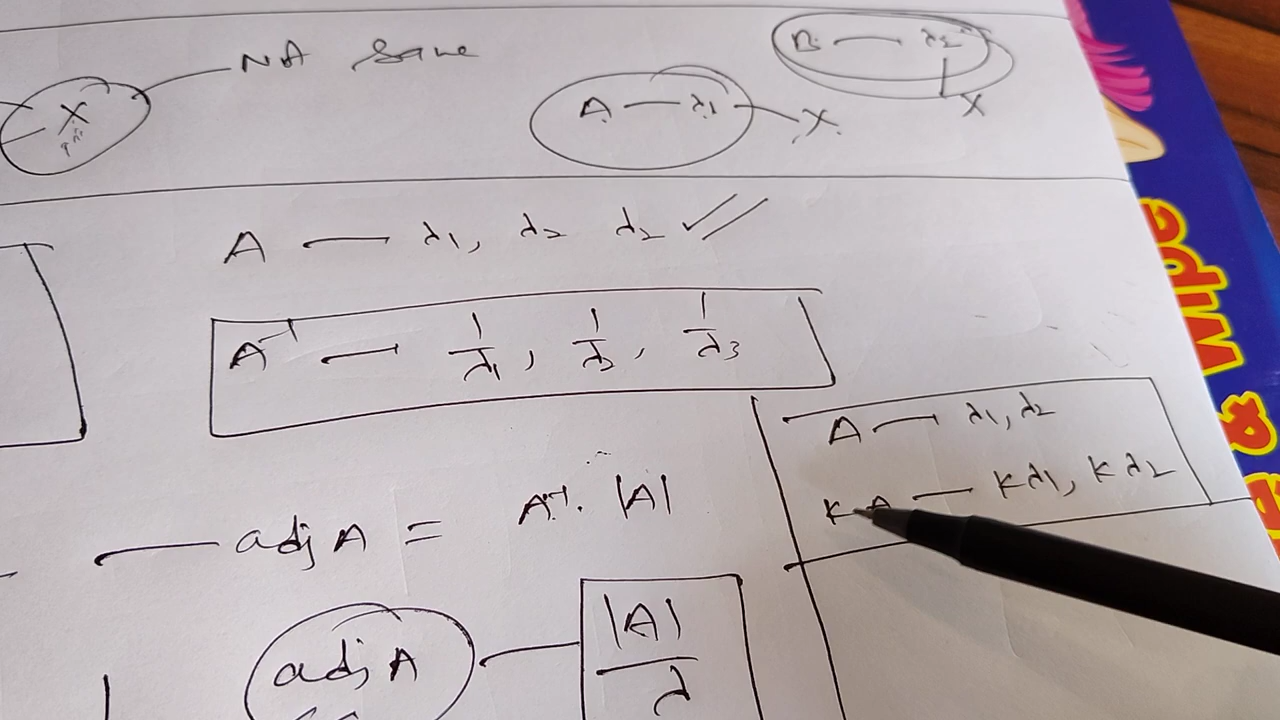 NA Same
X
A — λ1 X
B — λ2 X
A — λ1, λ2 λ2 ✓
A⁻¹ — 1/λ1, 1/λ2, 1/λ3
A — λ1, λ2
KA — Kλ1, Kλ2
adj A = A⁻¹. |A|
adj A — |A|/λ
Wipe &